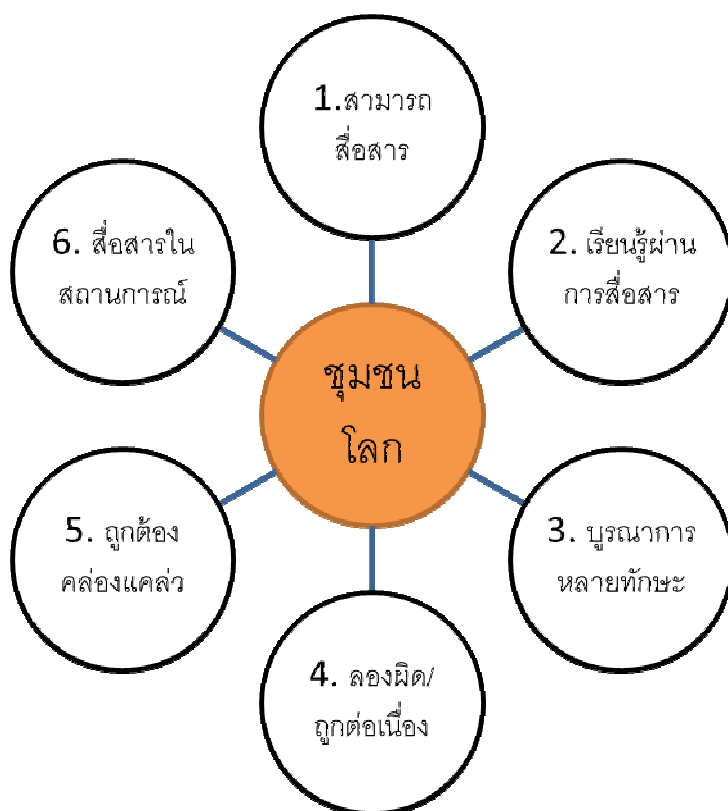 1.สามารถ
สื่อสาร
2. เรียนรู้ผ่าน
การสื่อสาร
3. บูรณาการ
หลายทักษะ
4. ลองผิด/
ถูกต่อเนื่อง
5. ถูกต้อง
คล่องแคล่ว
6. สื่อสารใน
สถานการณ์
ชุมชน
โลก